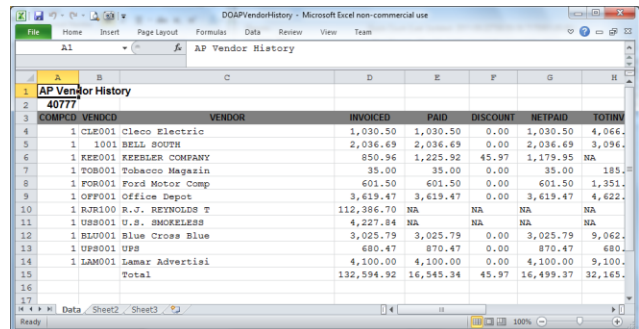 DOAPVendorHistory - Microsoft Excel non-commercial use
File Home Insert Page Layout Formulas Data Review View Team
A1 fx AP Vendor History
A B C D E F G H
1 AP Vendor History
2 40777
3 COMPCD VENDCD VENDOR INVOICED PAID DISCOUNT NETPAID TOTINV
4 1 CLE001 Cleco Electric 1,030.50 1,030.50 0.00 1,030.50 4,066.
5 1 1001 BELL SOUTH 2,036.69 2,036.69 0.00 2,036.69 3,096.
6 1 KEE001 KEEBLER COMPANY 850.96 1,225.92 45.97 1,179.95 NA
7 1 TOB001 Tobacco Magazin 35.00 35.00 0.00 35.00 185.
8 1 FOR001 Ford Motor Comp 601.50 601.50 0.00 601.50 1,351.
9 1 OFF001 Office Depot 3,619.47 3,619.47 0.00 3,619.47 4,622.
10 1 RJR100 R.J. REYNOLDS T 112,386.70 NA NA NA NA
11 1 USS001 U.S. SMOKELESS 4,227.84 NA NA NA NA
12 1 BLU001 Blue Cross Blue 3,025.79 3,025.79 0.00 3,025.79 9,062.
13 1 UPS001 UPS 680.47 870.47 0.00 870.47 680.
14 1 LAM001 Lamar Advertisi 4,100.00 4,100.00 0.00 4,100.00 9,100.
15 Total 132,594.92 16,545.34 45.97 16,499.37 32,165.
16
17
Data Sheet2 Sheet3
Ready 100%